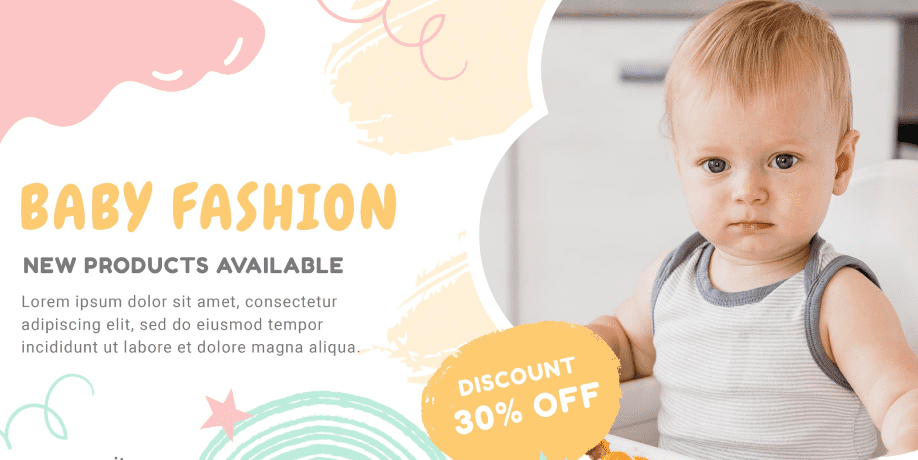 BABY FASHION
NEW PRODUCTS AVAILABLE
Lorem ipsum dolor sit amet, consectetur
adipiscing elit, sed do eiusmod tempor
incididunt ut labore et dolore magna aliqua.
DISCOUNT
30% OFF